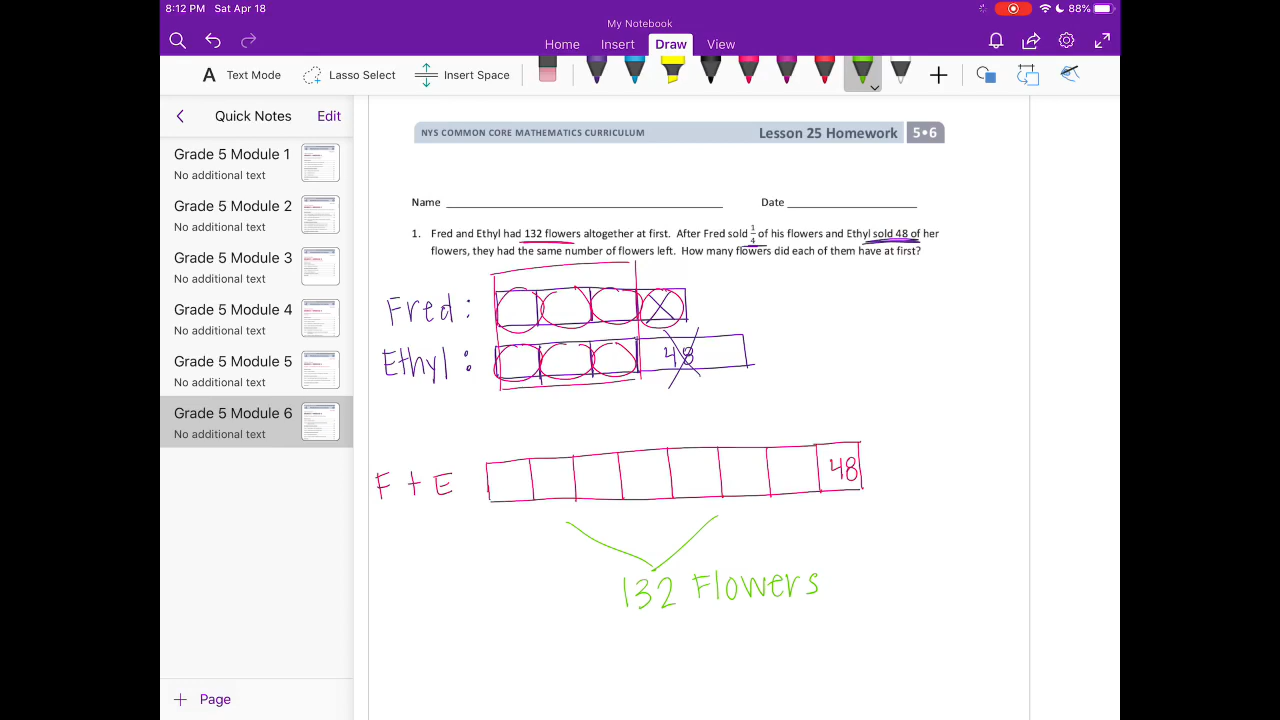 8:12 PM Sat Apr 18
88%
My Notebook
Home Insert Draw View
A Text Mode Lasso Select Insert Space
Quick Notes Edit
Grade 5 Module 1
No additional text
Grade 5 Module 2
No additional text
Grade 5 Module 3
No additional text
Grade 5 Module 4
No additional text
Grade 5 Module 5
No additional text
Grade 5 Module 6
No additional text
+ Page
NYS COMMON CORE MATHEMATICS CURRICULUM Lesson 25 Homework 5•6
Name Date
1. Fred and Ethyl had 132 flowers altogether at first. After Fred sold 1/4 of his flowers and Ethyl sold 48 of her
flowers, they had the same number of flowers left. How many flowers did each of them have at first?
Fred:
Ethyl: 48
F + E 48
132 Flowers